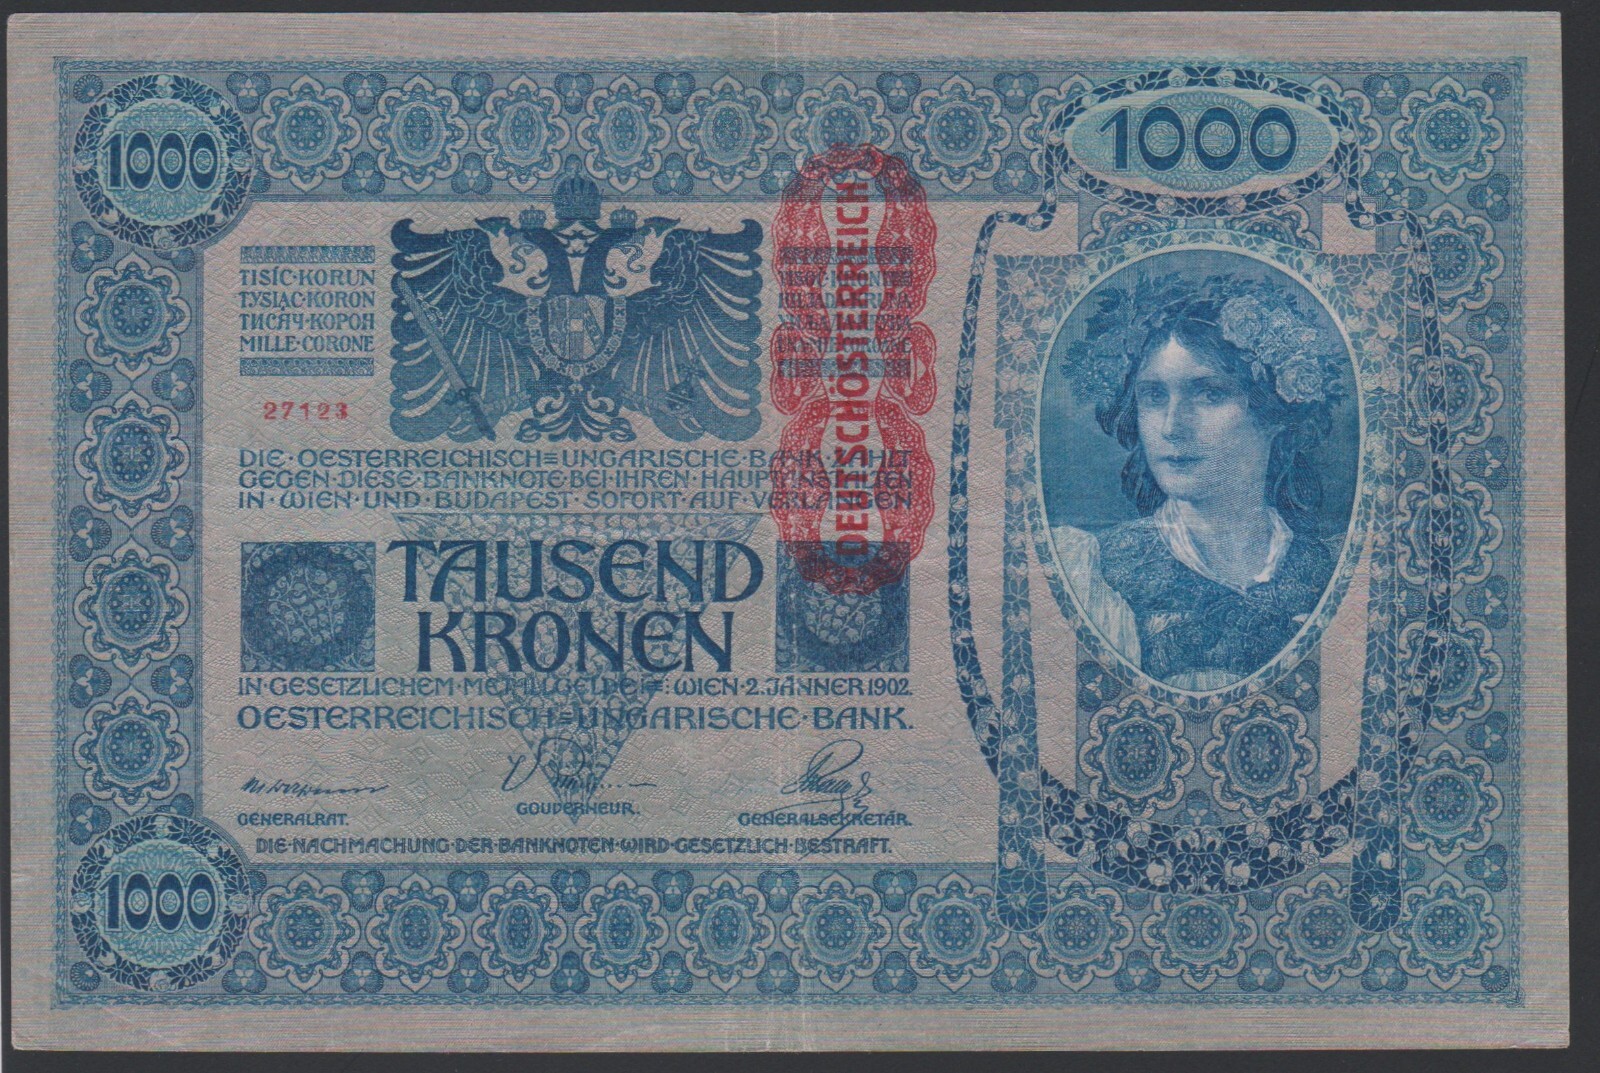 1000
1000
TISÍC·KORUN
TYSIĄC·KORON
ТИСЯЧ·КОРОН
MILLE·CORONE
27123
DEUTSCHÖSTERREICH
DIE·OESTERREICHISCH=UNGARISCHE·BANK·ZAHLT
GEGEN·DIESE·BANKNOTE·BEI·IHREN·HAUPTANSTALTEN
IN·WIEN·UND·BUDAPEST·SOFORT·AUF·VERLANGEN
TAUSEND
KRONEN
IN·GESETZLICHEM·METALLGELDE=:WIEN·2.JÄNNER 1902.
OESTERREICHISCH=UNGARISCHE·BANK.
GENERALRAT.
GOUVERNEUR.
GENERALSEKRETÄR.
DIE·NACHMACHUNG·DER·BANKNOTEN·WIRD·GESETZLICH·BESTRAFT.
1000